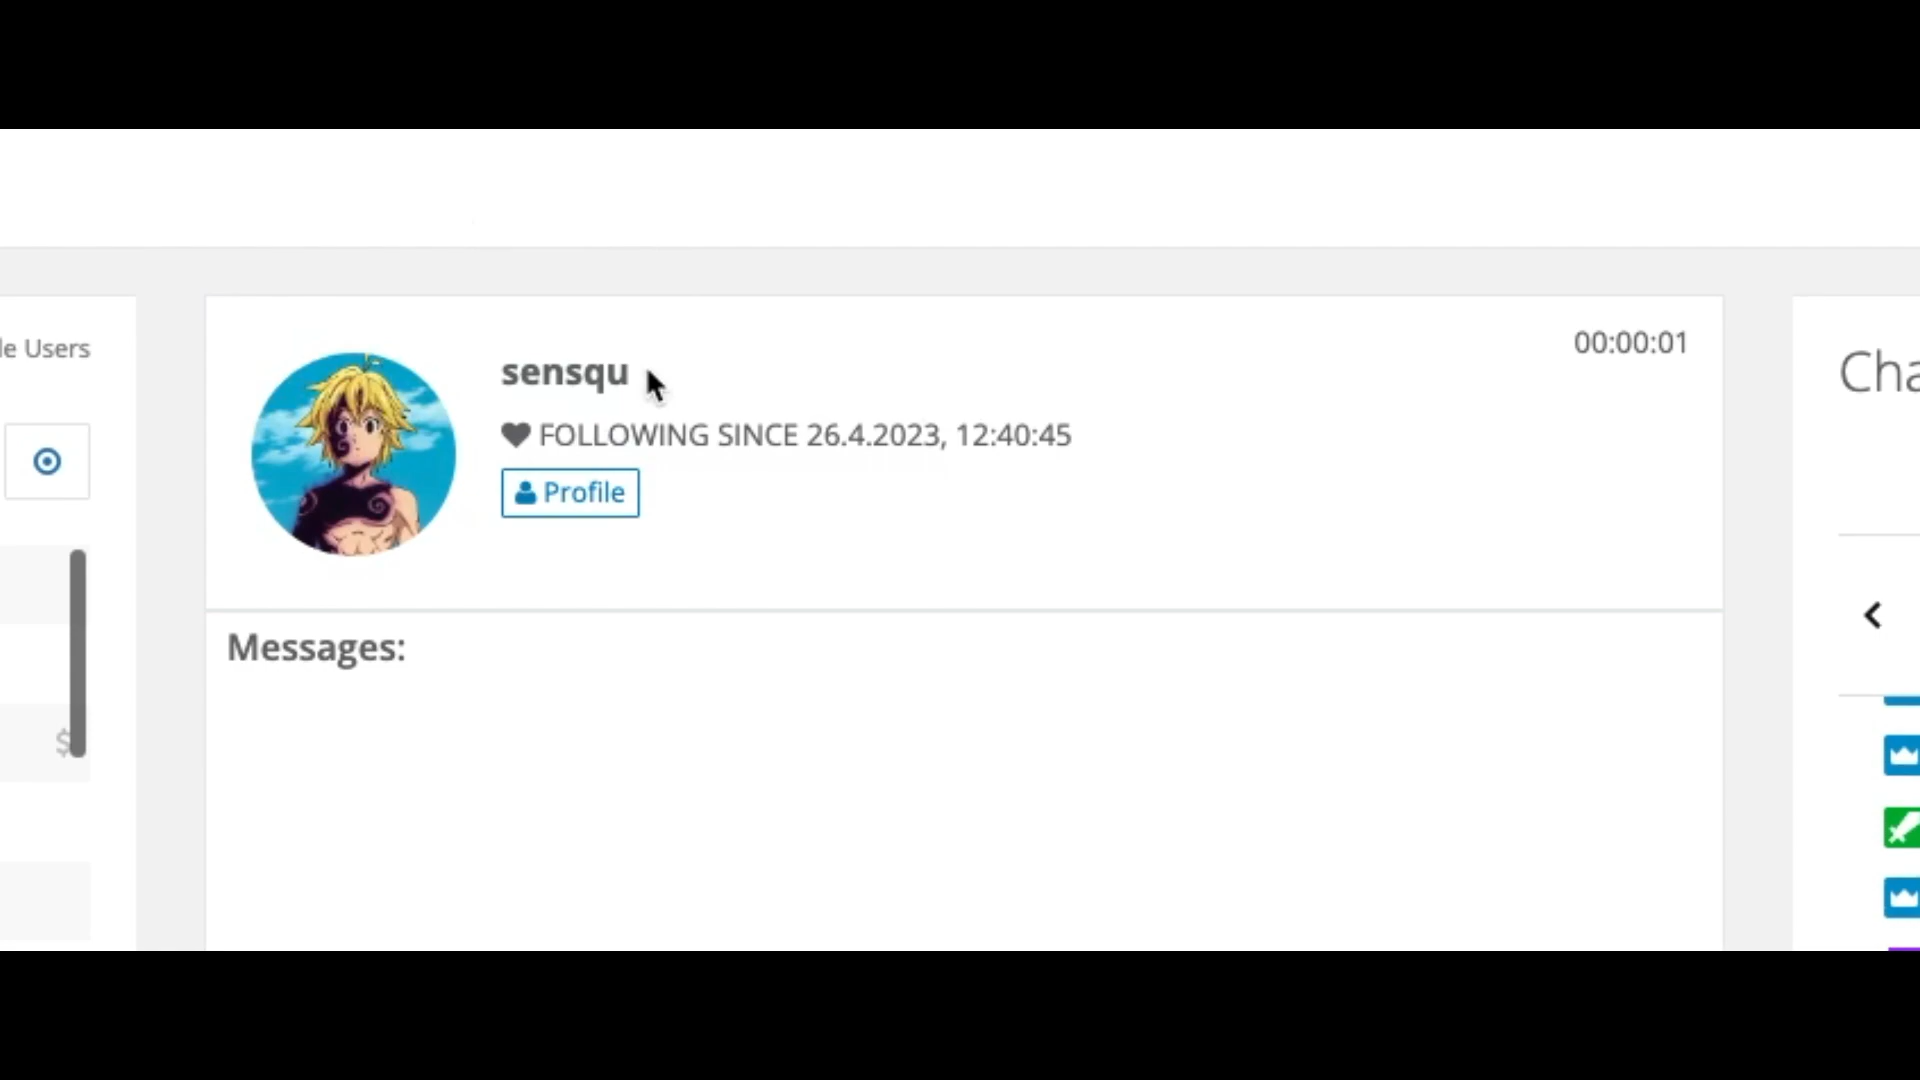 le Users
sensqu
00:00:01
FOLLOWING SINCE 26.4.2023, 12:40:45
Profile
Cha
Messages:
$